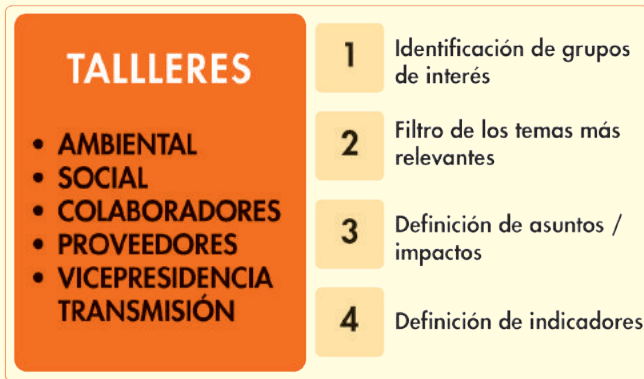 TALLLERES
• AMBIENTAL
• SOCIAL
• COLABORADORES
• PROVEEDORES
• VICEPRESIDENCIA
TRANSMISIÓN
1
Identificación de grupos
de interés
2
Filtro de los temas más
relevantes
3
Definición de asuntos /
impactos
4
Definición de indicadores